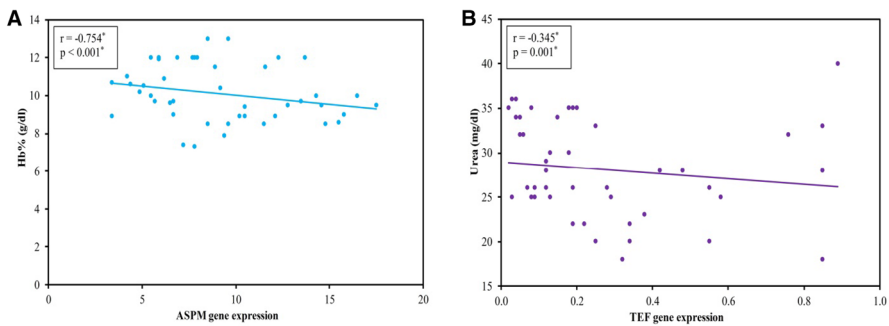 A
r = -0.754*
p < 0.001*
14
12
10
8
6
4
2
0
Hb% (g/dl)
0 5 10 15 20
ASPM gene expression
B
r = -0.345*
p = 0.001*
45
40
35
30
25
20
15
Urea (mg/dl)
0.0 0.2 0.4 0.6 0.8 1.0
TEF gene expression